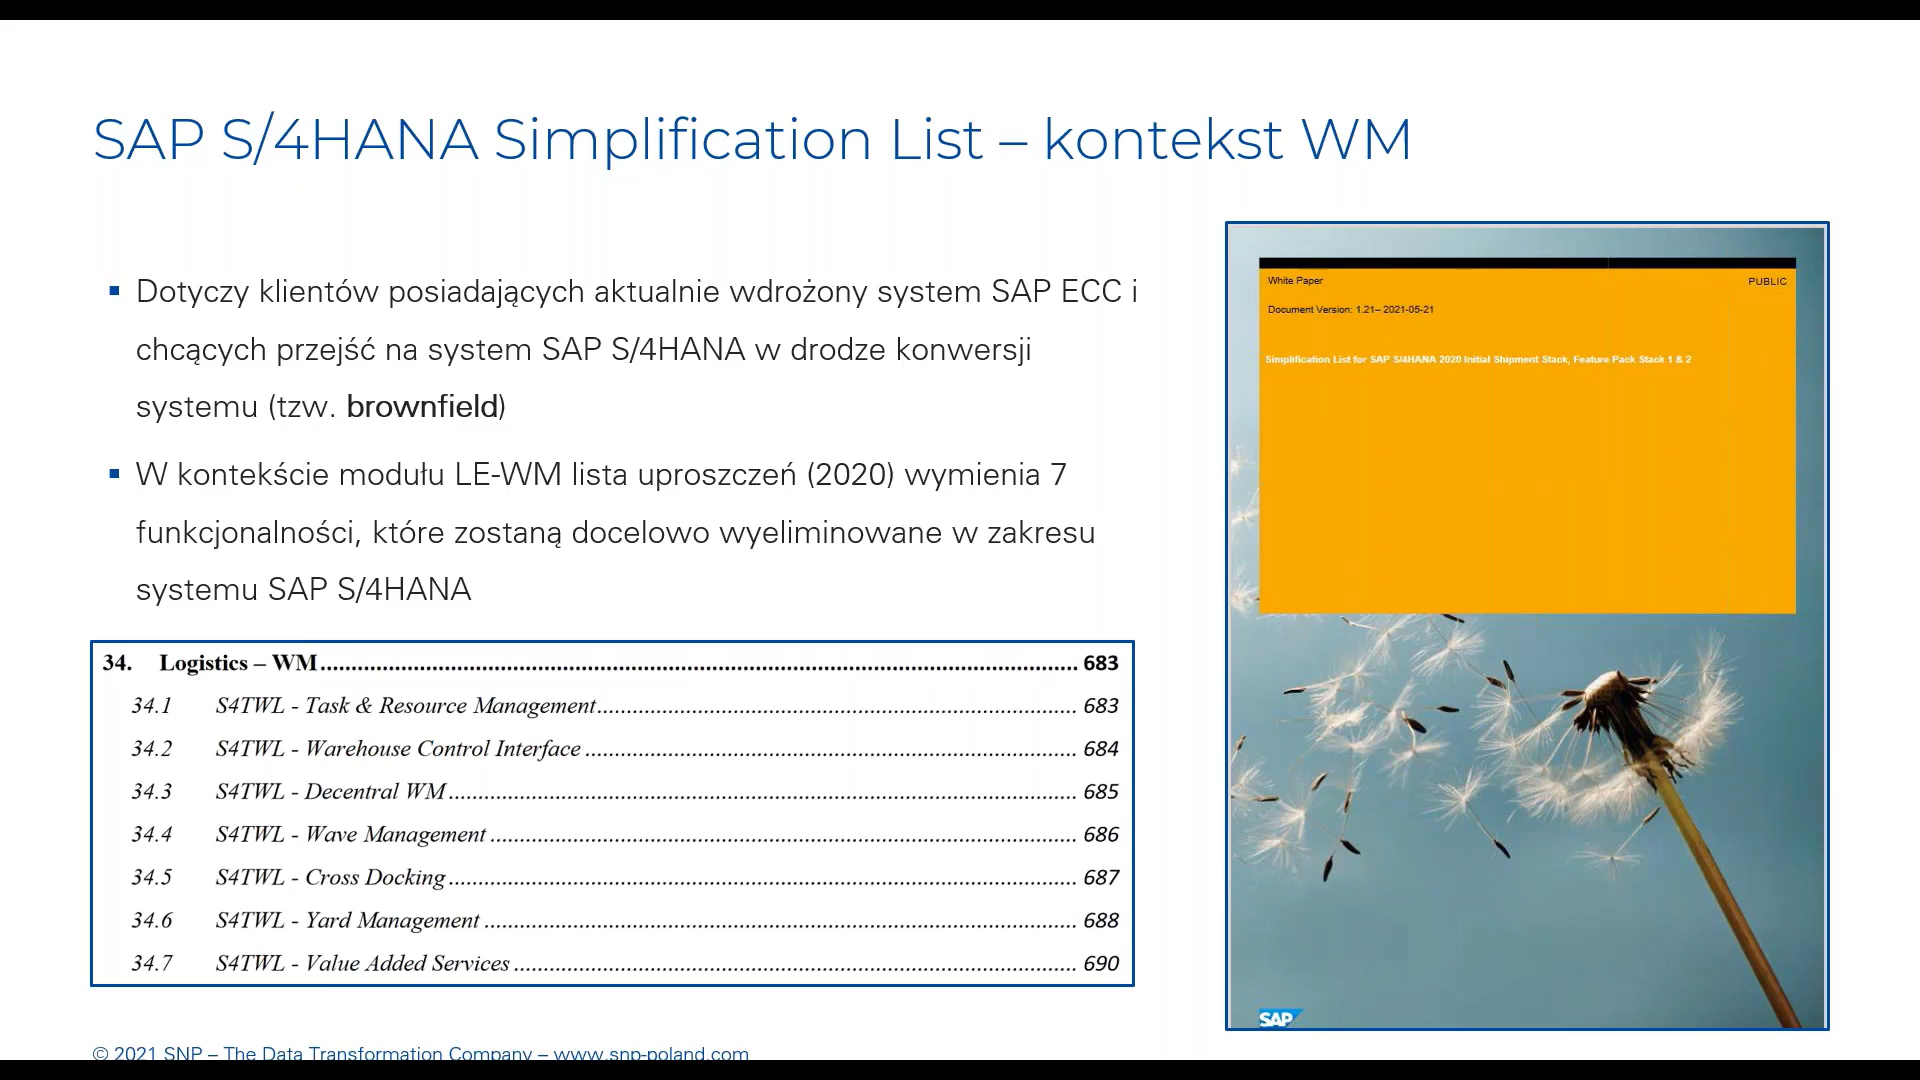 SAP S/4HANA Simplification List – kontekst WM
▪ Dotyczy klientów posiadających aktualnie wdrożony system SAP ECC i
chcących przejść na system SAP S/4HANA w drodze konwersji
systemu (tzw. brownfield)
▪ W kontekście modułu LE-WM lista uproszczeń (2020) wymienia 7
funkcjonalności, które zostaną docelowo wyeliminowane w zakresu
systemu SAP S/4HANA
34. Logistics – WM 683
34.1 S4TWL - Task & Resource Management 683
34.2 S4TWL - Warehouse Control Interface 684
34.3 S4TWL - Decentral WM 685
34.4 S4TWL - Wave Management 686
34.5 S4TWL - Cross Docking 687
34.6 S4TWL - Yard Management 688
34.7 S4TWL - Value Added Services 690
White Paper PUBLIC
Document Version: 1.21– 2021-05-21
Simplification List for SAP S/4HANA 2020 Initial Shipment Stack, Feature Pack Stack 1 & 2
SAP
© 2021 SNP – The Data Transformation Company – www.snp-poland.com